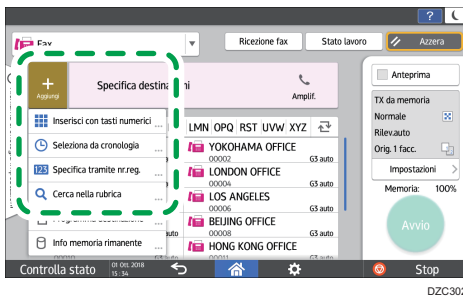 Fax
Ricezione fax
Stato lavoro
Azzera
Aggiungi
Specifica destina ni
Amplif.
Anteprima
TX da memoria
Normale
Rilev.auto
Orig. 1 facc.
Impostazioni
Memoria: 100%
Avvio
Inserisci con tasti numerici ...
Seleziona da cronologia ...
123 Specifica tramite nr.reg. ...
Cerca nella rubrica ...
Info memoria rimanente ...
LMN OPQ RST UVW XYZ
YOKOHAMA OFFICE
00002 G3 auto
LONDON OFFICE
00004 G3 auto
LOS ANGELES
00006 G3 auto
BEIJING OFFICE
uto 00008 G3 auto
HONG KONG OFFICE
Controlla stato
01 Ott. 2018
15 : 34
Stop
DZC302